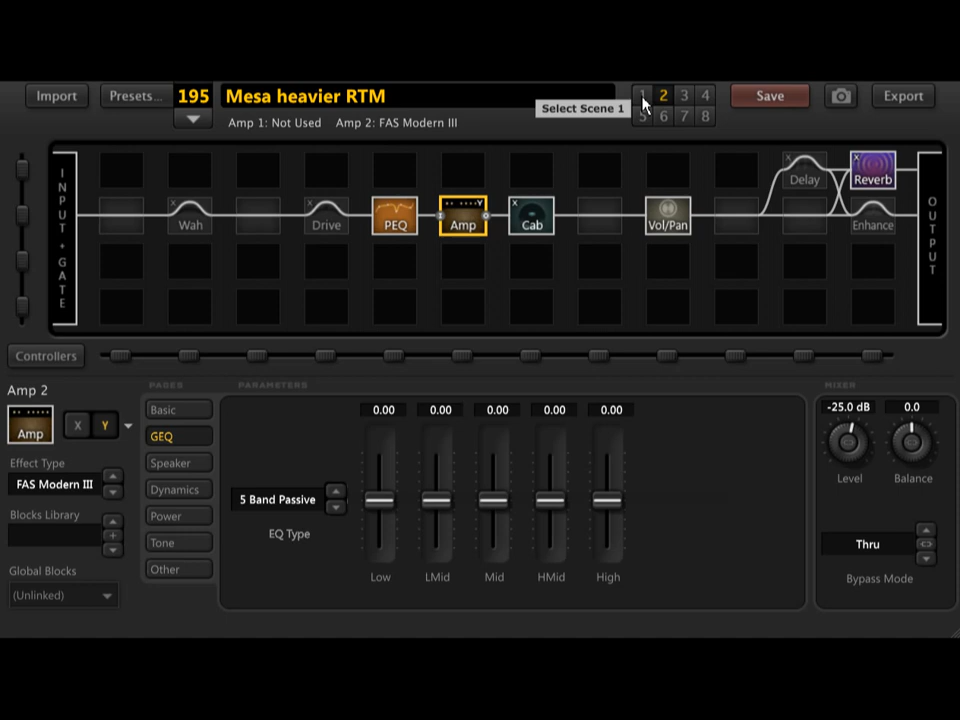 Import
Presets...
195
Mesa heavier RTM
Select Scene 1
1 2 3 4
5 6 7 8
Save
Export
Amp 1: Not Used Amp 2: FAS Modern III
INPUT + GATE
X Delay
X Reverb
X Wah
X Drive
PEQ
Y Amp
X Cab
Vol/Pan
Enhance
OUTPUT
Controllers
Amp 2
Amp
X Y
Effect Type
FAS Modern III
Blocks Library
+
Global Blocks
(Unlinked)
PAGES
Basic
GEQ
Speaker
Dynamics
Power
Tone
Other
PARAMETERS
0.00 0.00 0.00 0.00 0.00
5 Band Passive
EQ Type
Low LMid Mid HMid High
MIXER
-25.0 dB 0.0
Level Balance
Thru
Bypass Mode